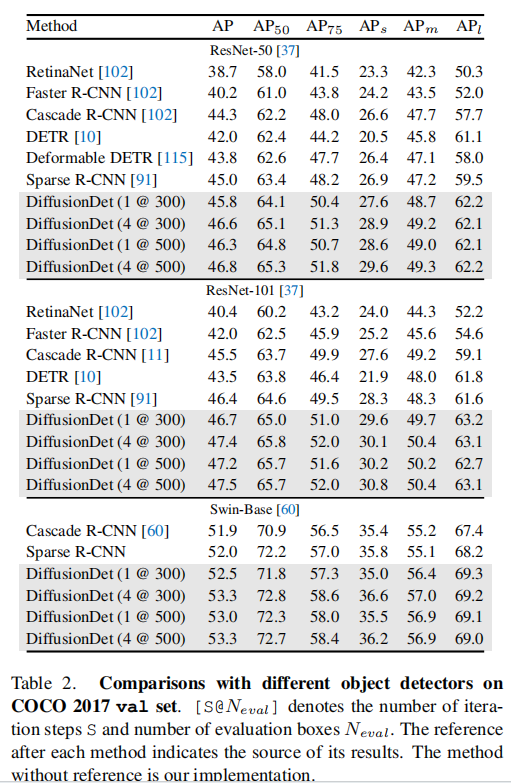 Method AP AP50 AP75 APs APm APl
ResNet-50 [37]
RetinaNet [102] 38.7 58.0 41.5 23.3 42.3 50.3
Faster R-CNN [102] 40.2 61.0 43.8 24.2 43.5 52.0
Cascade R-CNN [102] 44.3 62.2 48.0 26.6 47.7 57.7
DETR [10] 42.0 62.4 44.2 20.5 45.8 61.1
Deformable DETR [115] 43.8 62.6 47.7 26.4 47.1 58.0
Sparse R-CNN [91] 45.0 63.4 48.2 26.9 47.2 59.5
DiffusionDet (1 @ 300) 45.8 64.1 50.4 27.6 48.7 62.2
DiffusionDet (4 @ 300) 46.6 65.1 51.3 28.9 49.2 62.1
DiffusionDet (1 @ 500) 46.3 64.8 50.7 28.6 49.0 62.1
DiffusionDet (4 @ 500) 46.8 65.3 51.8 29.6 49.3 62.2
ResNet-101 [37]
RetinaNet [102] 40.4 60.2 43.2 24.0 44.3 52.2
Faster R-CNN [102] 42.0 62.5 45.9 25.2 45.6 54.6
Cascade R-CNN [11] 45.5 63.7 49.9 27.6 49.2 59.1
DETR [10] 43.5 63.8 46.4 21.9 48.0 61.8
Sparse R-CNN [91] 46.4 64.6 49.5 28.3 48.3 61.6
DiffusionDet (1 @ 300) 46.7 65.0 51.0 29.6 49.7 63.2
DiffusionDet (4 @ 300) 47.4 65.8 52.0 30.1 50.4 63.1
DiffusionDet (1 @ 500) 47.2 65.7 51.6 30.2 50.2 62.7
DiffusionDet (4 @ 500) 47.5 65.7 52.0 30.8 50.4 63.1
Swin-Base [60]
Cascade R-CNN [60] 51.9 70.9 56.5 35.4 55.2 67.4
Sparse R-CNN 52.0 72.2 57.0 35.8 55.1 68.2
DiffusionDet (1 @ 300) 52.5 71.8 57.3 35.0 56.4 69.3
DiffusionDet (4 @ 300) 53.3 72.8 58.6 36.6 57.0 69.2
DiffusionDet (1 @ 500) 53.0 72.3 58.0 35.5 56.9 69.1
DiffusionDet (4 @ 500) 53.3 72.7 58.4 36.2 56.9 69.0
Table 2. Comparisons with different object detectors on
COCO 2017 val set. [S@Neval] denotes the number of itera-
tion steps S and number of evaluation boxes Neval. The reference
after each method indicates the source of its results. The method
without reference is our implementation.